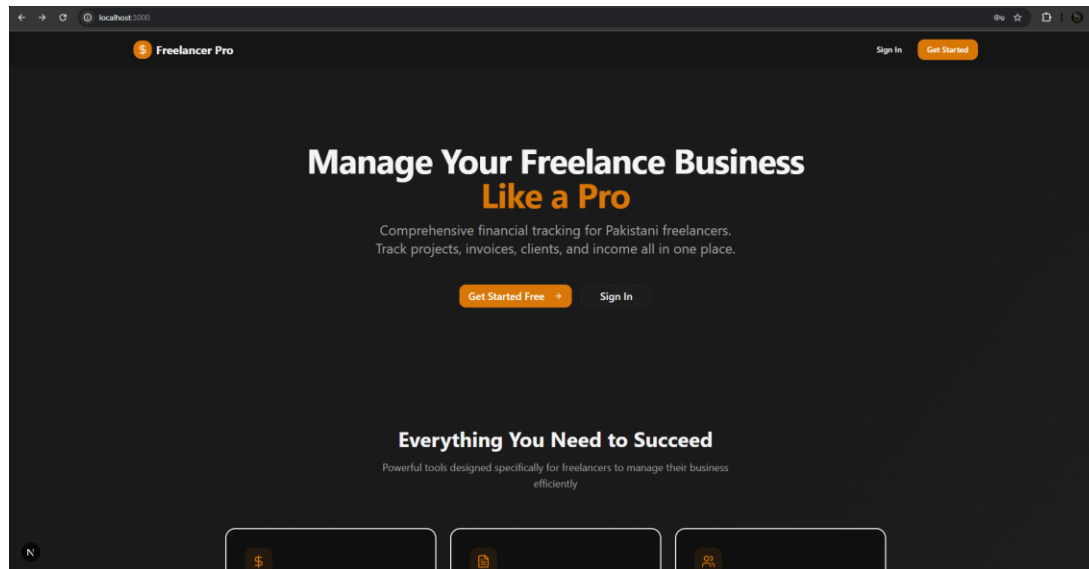 localhost:3000
$ Freelancer Pro
Sign In
Get Started
Manage Your Freelance Business
Like a Pro
Comprehensive financial tracking for Pakistani freelancers.
Track projects, invoices, clients, and income all in one place.
Get Started Free →
Sign In
Everything You Need to Succeed
Powerful tools designed specifically for freelancers to manage their business
efficiently
$
N